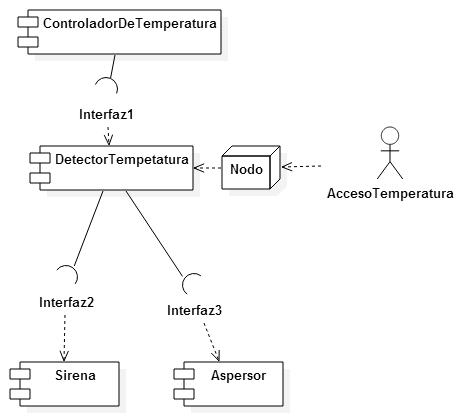 ControladorDeTemperatura
Interfaz1
DetectorTempetatura
Nodo
AccesoTemperatura
Interfaz2
Interfaz3
Sirena
Aspersor